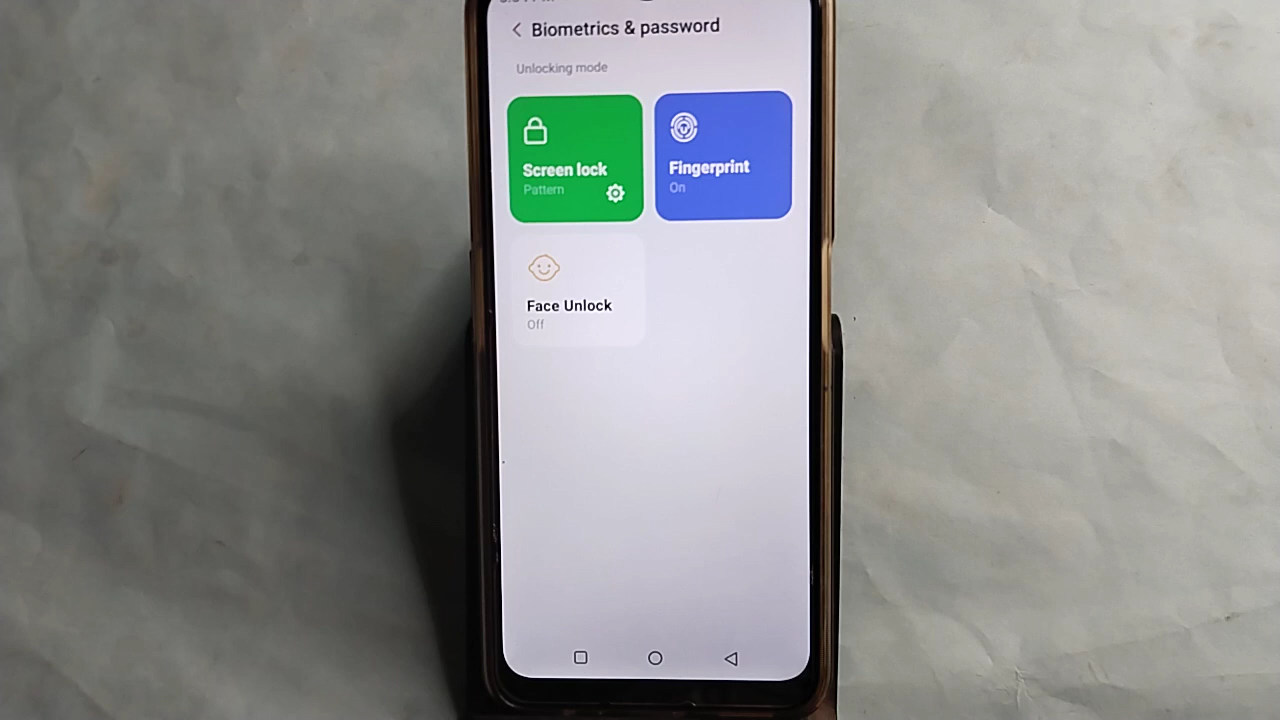 Biometrics & password
Unlocking mode
Screen lock
Pattern
Fingerprint
On
Face Unlock
Off